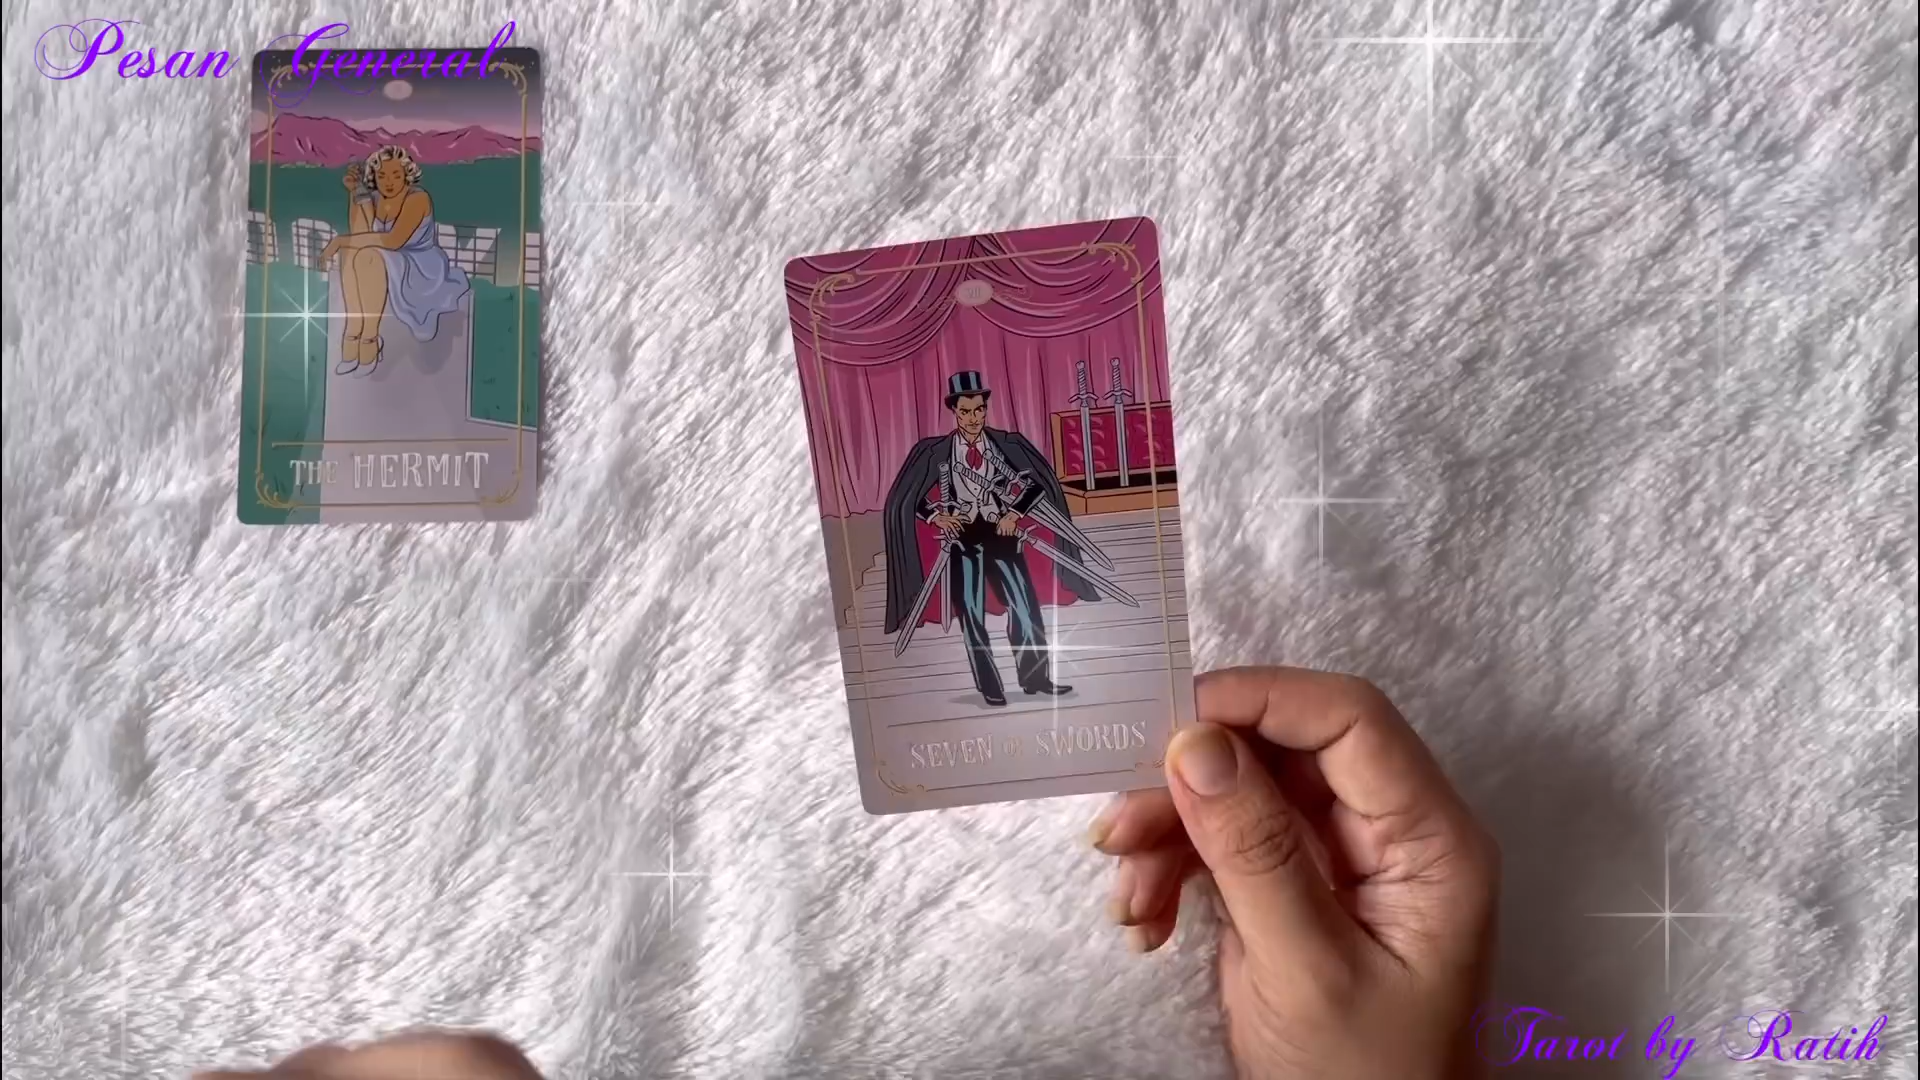 Pesan General
THE HERMIT
SEVEN OF SWORDS
Tarot by Ratih